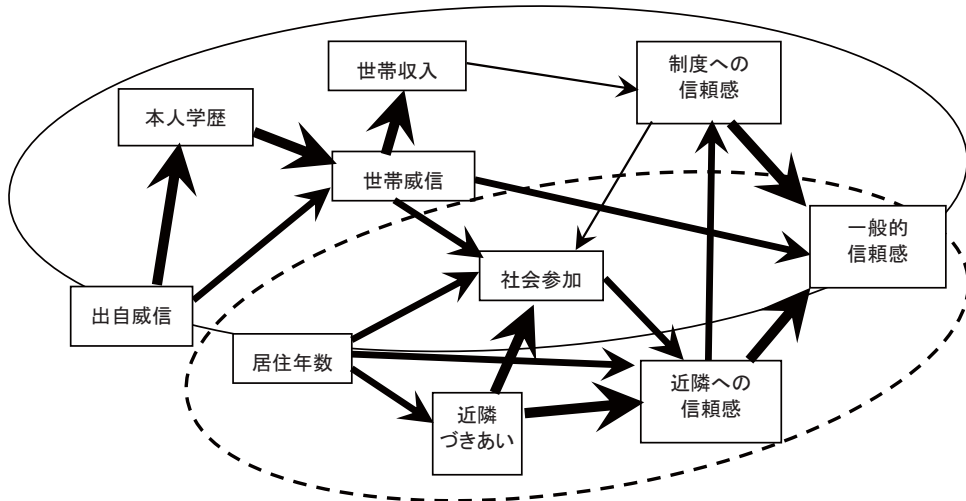 世帯収入
制度への
信頼感
本人学歴
世帯威信
一般的
信頼感
社会参加
出自威信
居住年数
近隣への
信頼感
近隣
づきあい